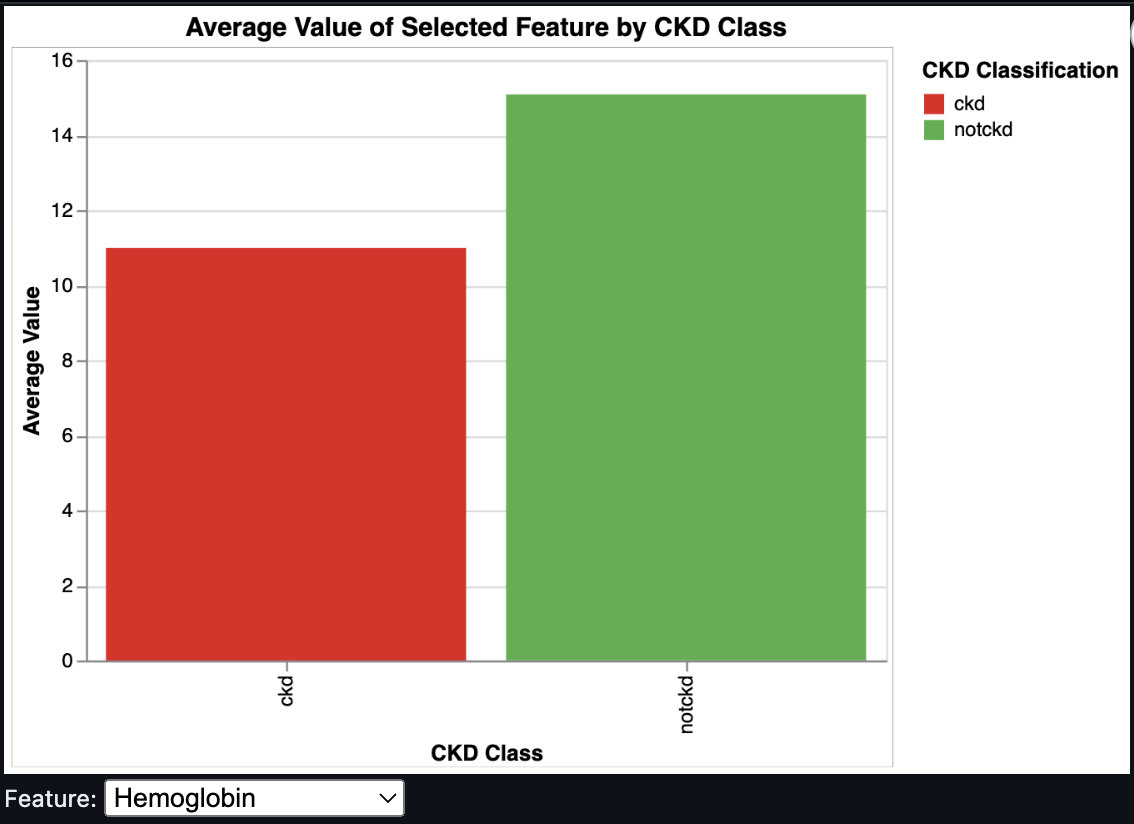 Average Value of Selected Feature by CKD Class
CKD Classification
ckd
notckd
Average Value
16
14
12
10
8
6
4
2
0
ckd
notckd
CKD Class
Feature: Hemoglobin